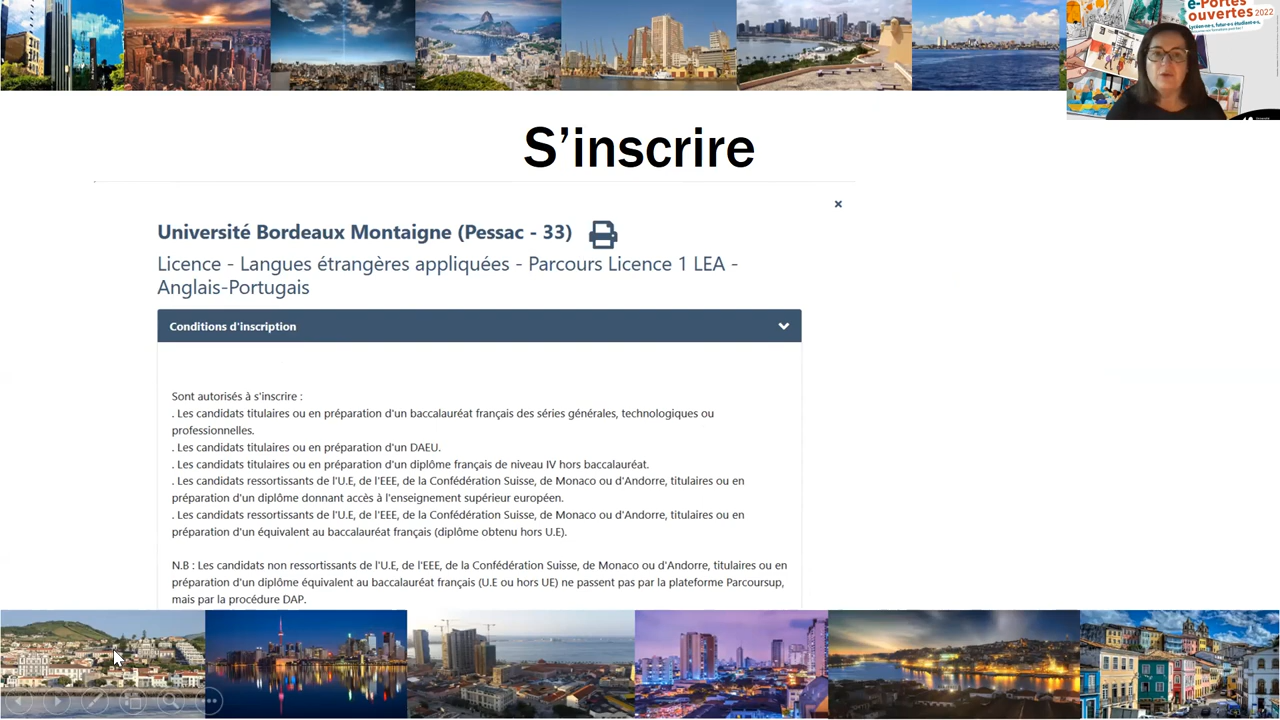 e-Portes
ouvertes 2022
S'inscrire
×
Université Bordeaux Montaigne (Pessac - 33)
Licence - Langues étrangères appliquées - Parcours Licence 1 LEA -
Anglais-Portugais
Conditions d'inscription
Sont autorisés à s'inscrire :
. Les candidats titulaires ou en préparation d'un baccalauréat français des séries générales, technologiques ou
professionnelles.
. Les candidats titulaires ou en préparation d'un DAEU.
. Les candidats titulaires ou en préparation d'un diplôme français de niveau IV hors baccalauréat.
. Les candidats ressortissants de l'U.E, de l'EEE, de la Confédération Suisse, de Monaco ou d'Andorre, titulaires ou en
préparation d'un diplôme donnant accès à l'enseignement supérieur européen.
. Les candidats ressortissants de l'U.E, de l'EEE, de la Confédération Suisse, de Monaco ou d'Andorre, titulaires ou en
préparation d'un équivalent au baccalauréat français (diplôme obtenu hors U.E).
N.B : Les candidats non ressortissants de l'U.E, de l'EEE, de la Confédération Suisse, de Monaco ou d'Andorre, titulaires ou en
préparation d'un diplôme équivalent au baccalauréat français (U.E ou hors UE) ne passent pas par la plateforme Parcoursup,
mais par la procédure DAP.